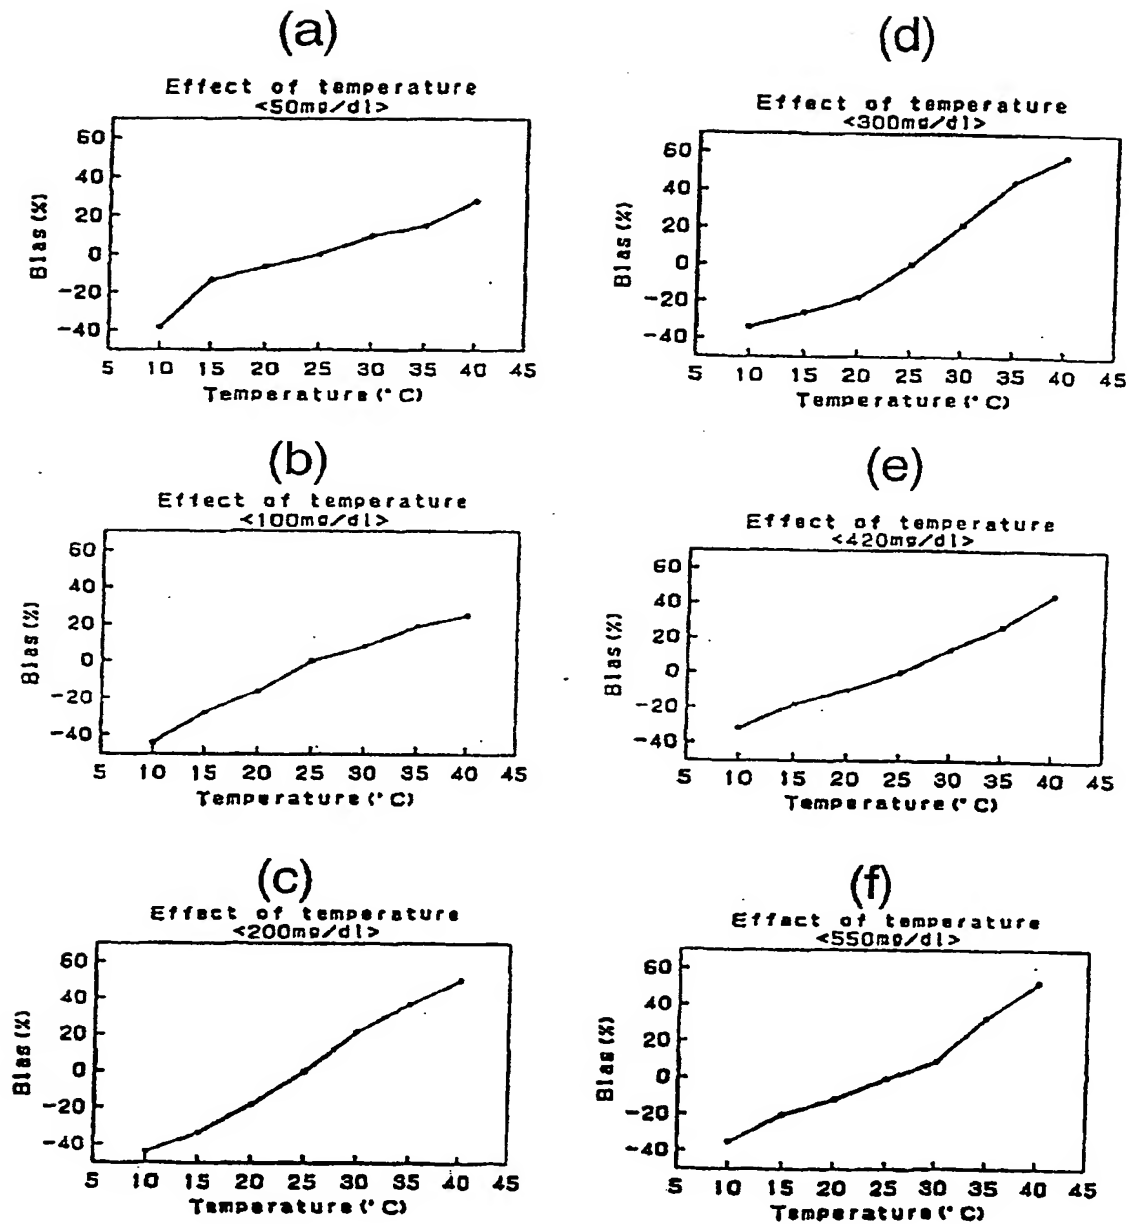 (a)
Effect of temperature
<50mg/dl>
60
40
20
0
-20
-40
Bias(%)
5 10 15 20 25 30 35 40 45
Temperature(°C)
(b)
Effect of temperature
<100mg/dl>
60
40
20
0
-20
-40
Bias(%)
5 10 15 20 25 30 35 40 45
Temperature(°C)
(c)
Effect of temperature
<200mg/dl>
60
40
20
0
-20
-40
Bias(%)
5 10 15 20 25 30 35 40 45
Temperature(°C)
(d)
Effect of temperature
<300mg/dl>
60
40
20
0
-20
-40
Bias(%)
5 10 15 20 25 30 35 40 45
Temperature(°C)
(e)
Effect of temperature
<420mg/dl>
60
40
20
0
-20
-40
Bias(%)
5 10 15 20 25 30 35 40 45
Temperature(°C)
(f)
Effect of temperature
<550mg/dl>
60
40
20
0
-20
-40
Bias(%)
5 10 15 20 25 30 35 40 45
Temperature(°C)